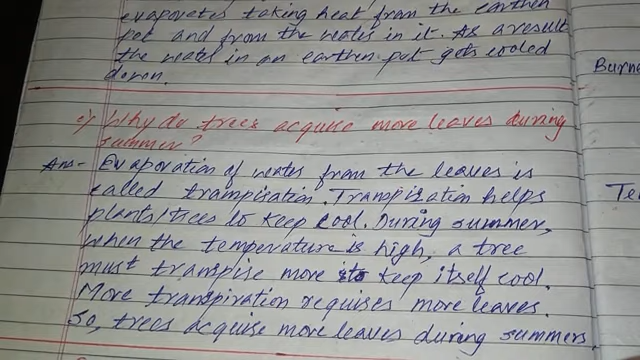 evaporates taking heat from the earthen
pot and from the water in it. As a result
the water in an earthen pot gets cooled
down.
Burne
c) Why do trees acquire more leaves during
summer?
Ans- Evaporation of water from the leaves is
called transpiration. Transpiration helps
plants/trees to keep cool. During summer,
when the temperature is high, a tree
must transpire more to keep itself cool.
More transpiration requires more leaves.
So, trees acquire more leaves during summers.
Te